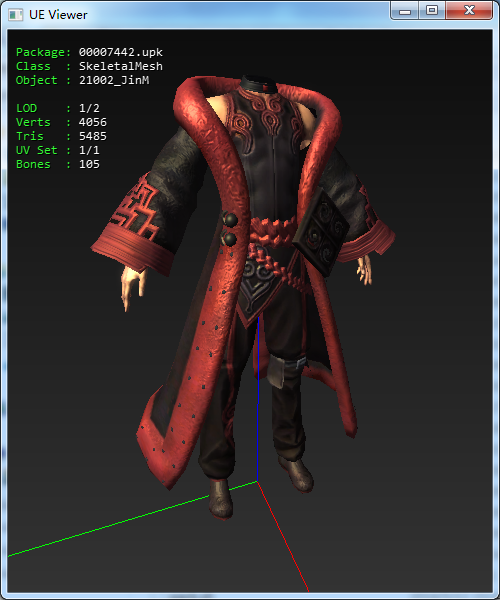 UE Viewer
Package: 00007442.upk
Class : SkeletalMesh
Object : 21002_JinM
LOD : 1/2
Verts : 4056
Tris : 5485
UV Set : 1/1
Bones : 105